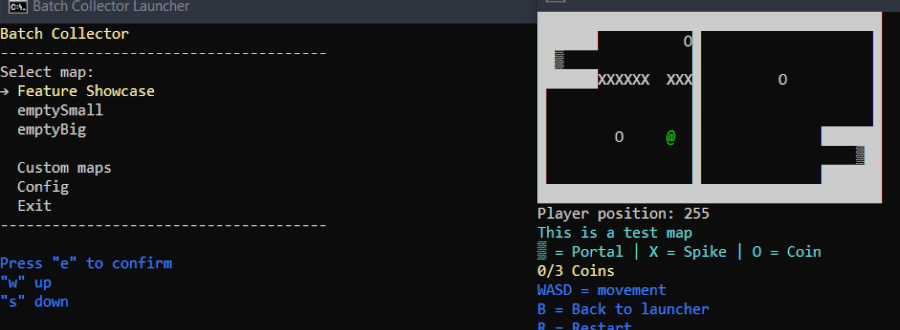 Batch Collector Launcher
Batch Collector
--------------------------------------
Select map:
→ Feature Showcase
emptySmall
emptyBig
Custom maps
Config
Exit
--------------------------------------
Press "e" to confirm
"w" up
"s" down
O
XXXXXX XXX O
O @
Player position: 255
This is a test map
▒ = Portal | X = Spike | O = Coin
0/3 Coins
WASD = movement
B = Back to launcher
R = Restart